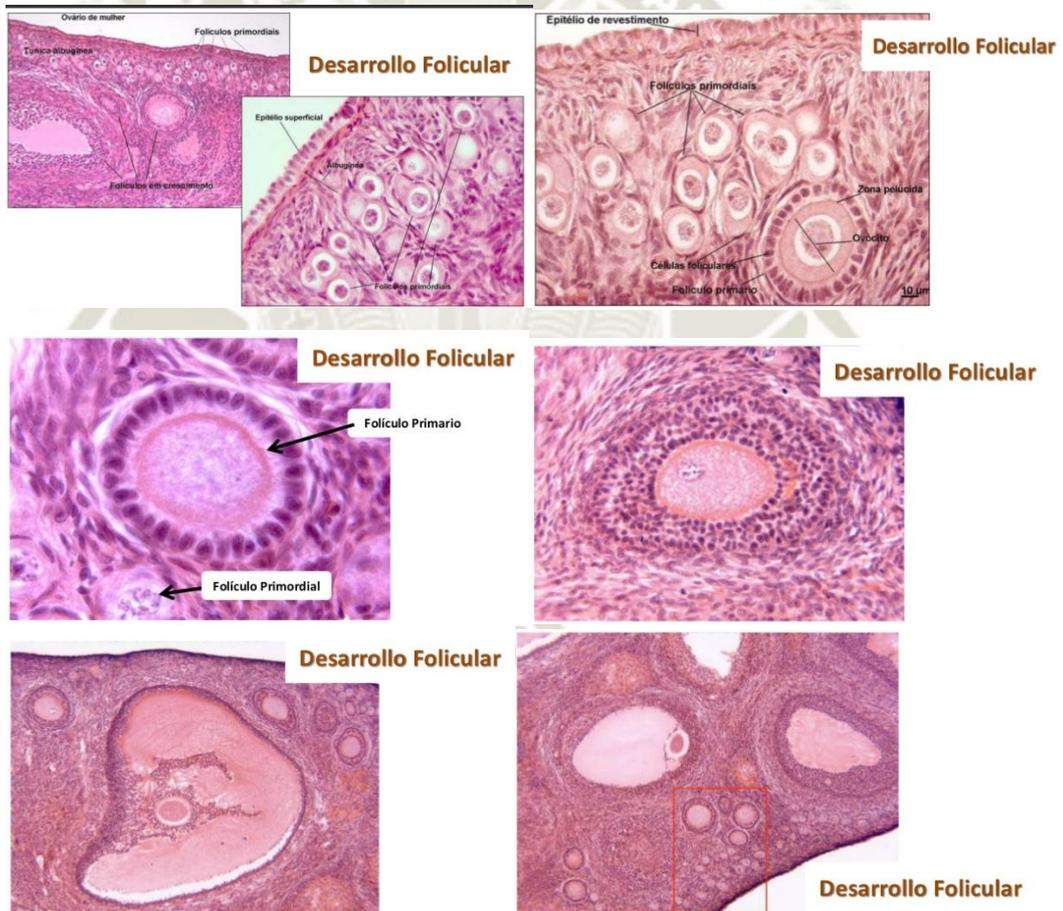 Ovário de mulher
Folículos primordiais
Túnica albugínea
Desarrollo Folicular
Folículos em crescimento
Epitélio superficial
Albugínea
Folículos primordiais
Epitélio de revestimento
Desarrollo Folicular
Folículos primordiais
Zona pelúcida
Ovócito
Células foliculares
Folículo primário
10 µm
Desarrollo Folicular
Folículo Primario
Folículo Primordial
Desarrollo Folicular
Desarrollo Folicular
Desarrollo Folicular